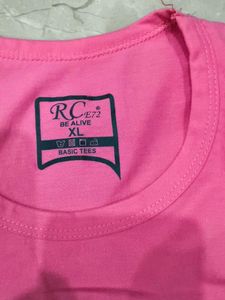 RC E72®
BE ALIVE
XL
BASIC TEES